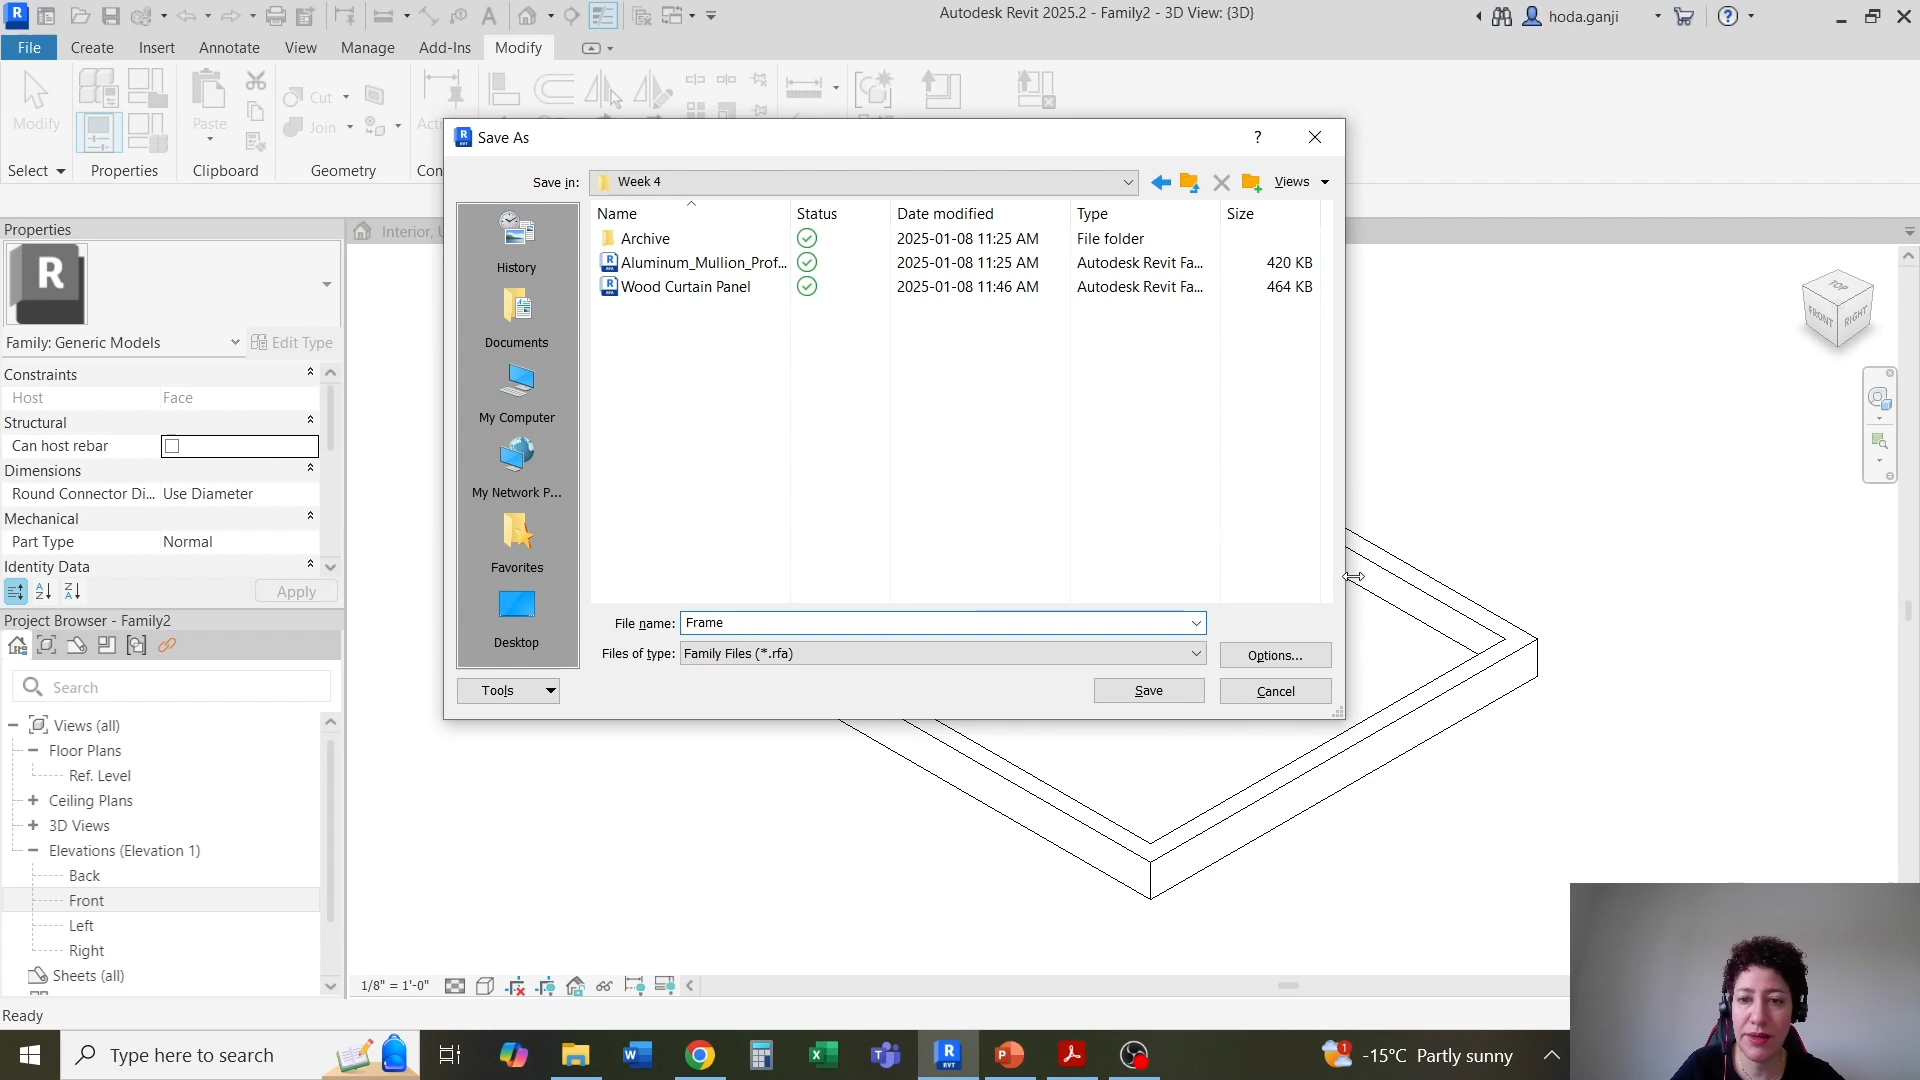 Autodesk Revit 2025.2 - Family2 - 3D View: {3D}
hoda.ganji
File
Create
Insert
Annotate
View
Manage
Add-Ins
Modify
Modify
Paste
Cut
Join
Select
Properties
Clipboard
Geometry
Save As
Save in:
Week 4
Views
Name
Status
Date modified
Type
Size
Archive
2025-01-08 11:25 AM
File folder
Aluminum_Mullion_Prof...
2025-01-08 11:25 AM
Autodesk Revit Fa...
420 KB
Wood Curtain Panel
2025-01-08 11:46 AM
Autodesk Revit Fa...
464 KB
History
Documents
My Computer
My Network P...
Favorites
Desktop
File name:
Frame
Files of type:
Family Files (*.rfa)
Options...
Tools
Save
Cancel
Properties
Family: Generic Models
Edit Type
Constraints
Host
Face
Structural
Can host rebar
Dimensions
Round Connector Di...
Use Diameter
Mechanical
Part Type
Normal
Identity Data
Apply
Project Browser - Family2
Search
Views (all)
Floor Plans
Ref. Level
Ceiling Plans
3D Views
Elevations (Elevation 1)
Back
Front
Left
Right
Sheets (all)
Interior,
TOP
FRONT
RIGHT
1/8" = 1'-0"
Ready
Type here to search
-15°C Partly sunny